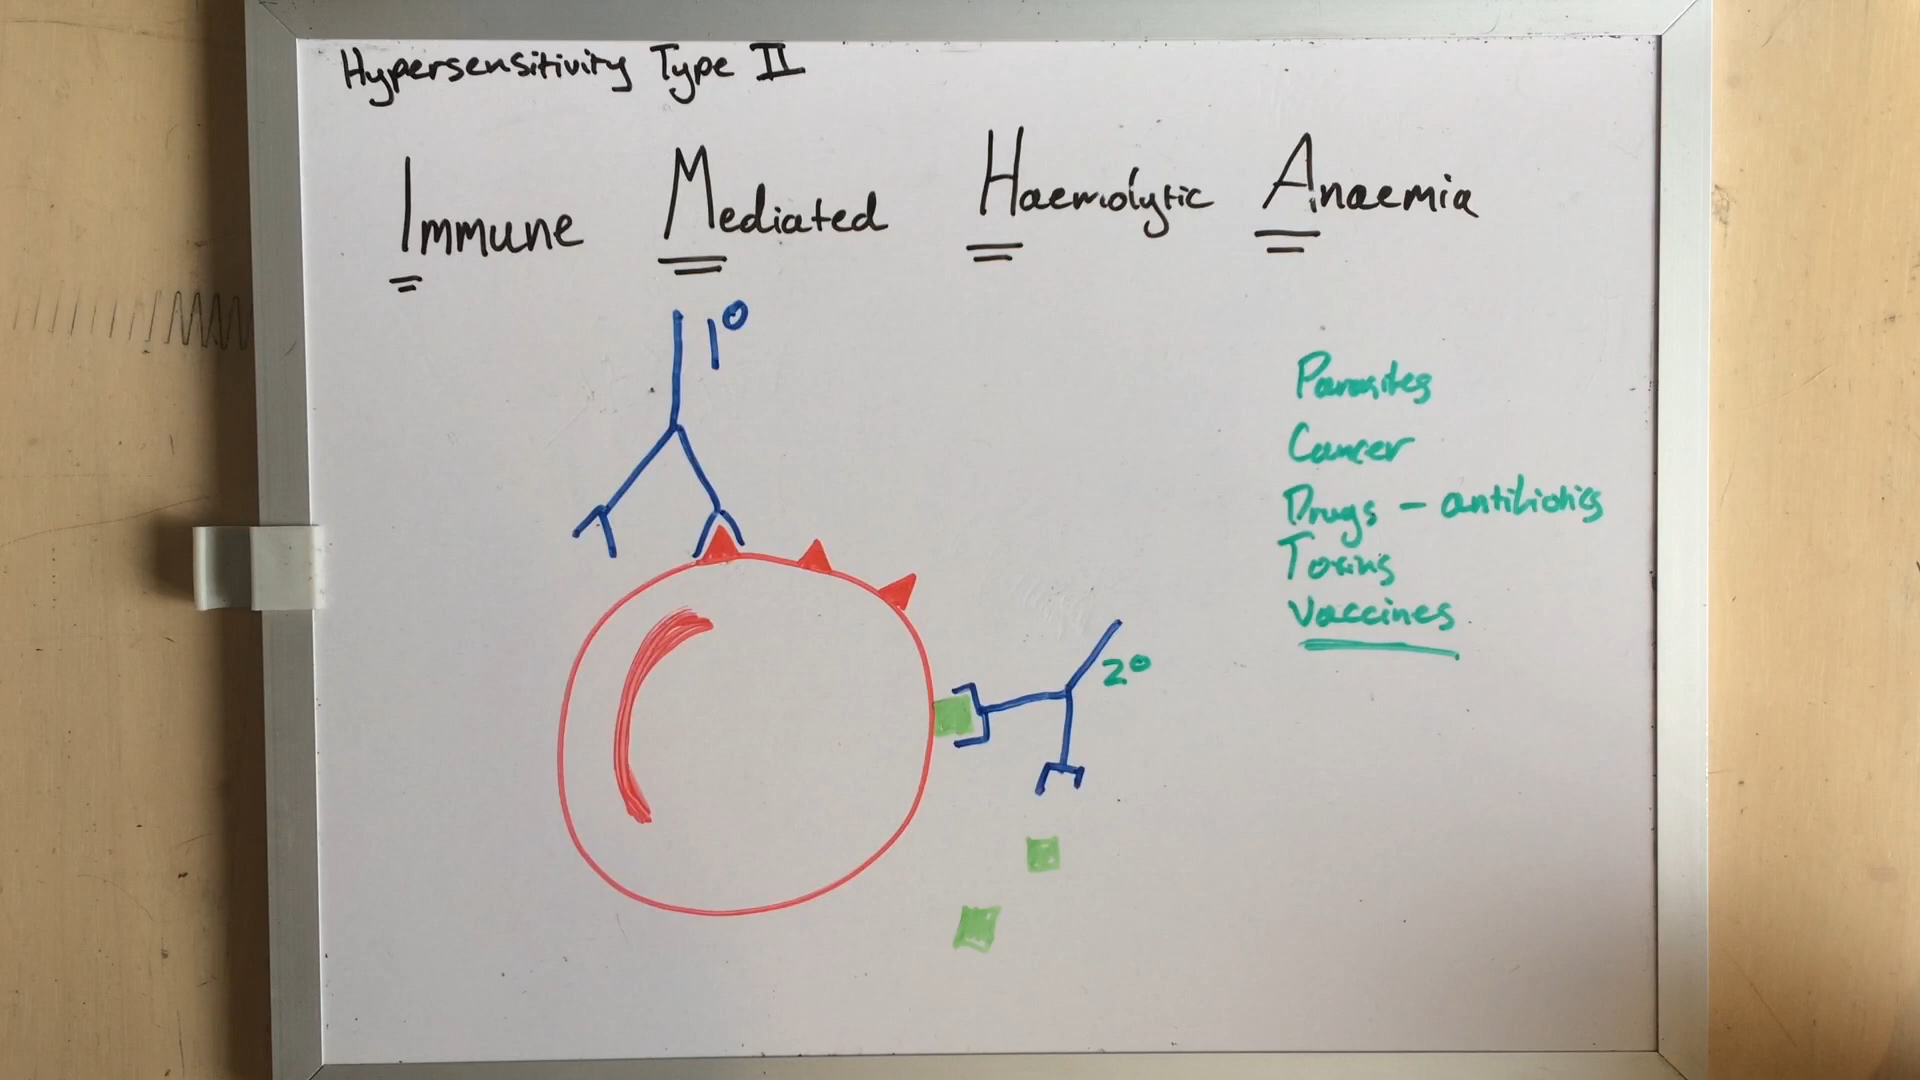 Hypersensitivity Type II
Immune Mediated Haemolytic Anaemia
1°
Parasites
Cancer
Drugs - antibiotics
Toxins
Vaccines
2°